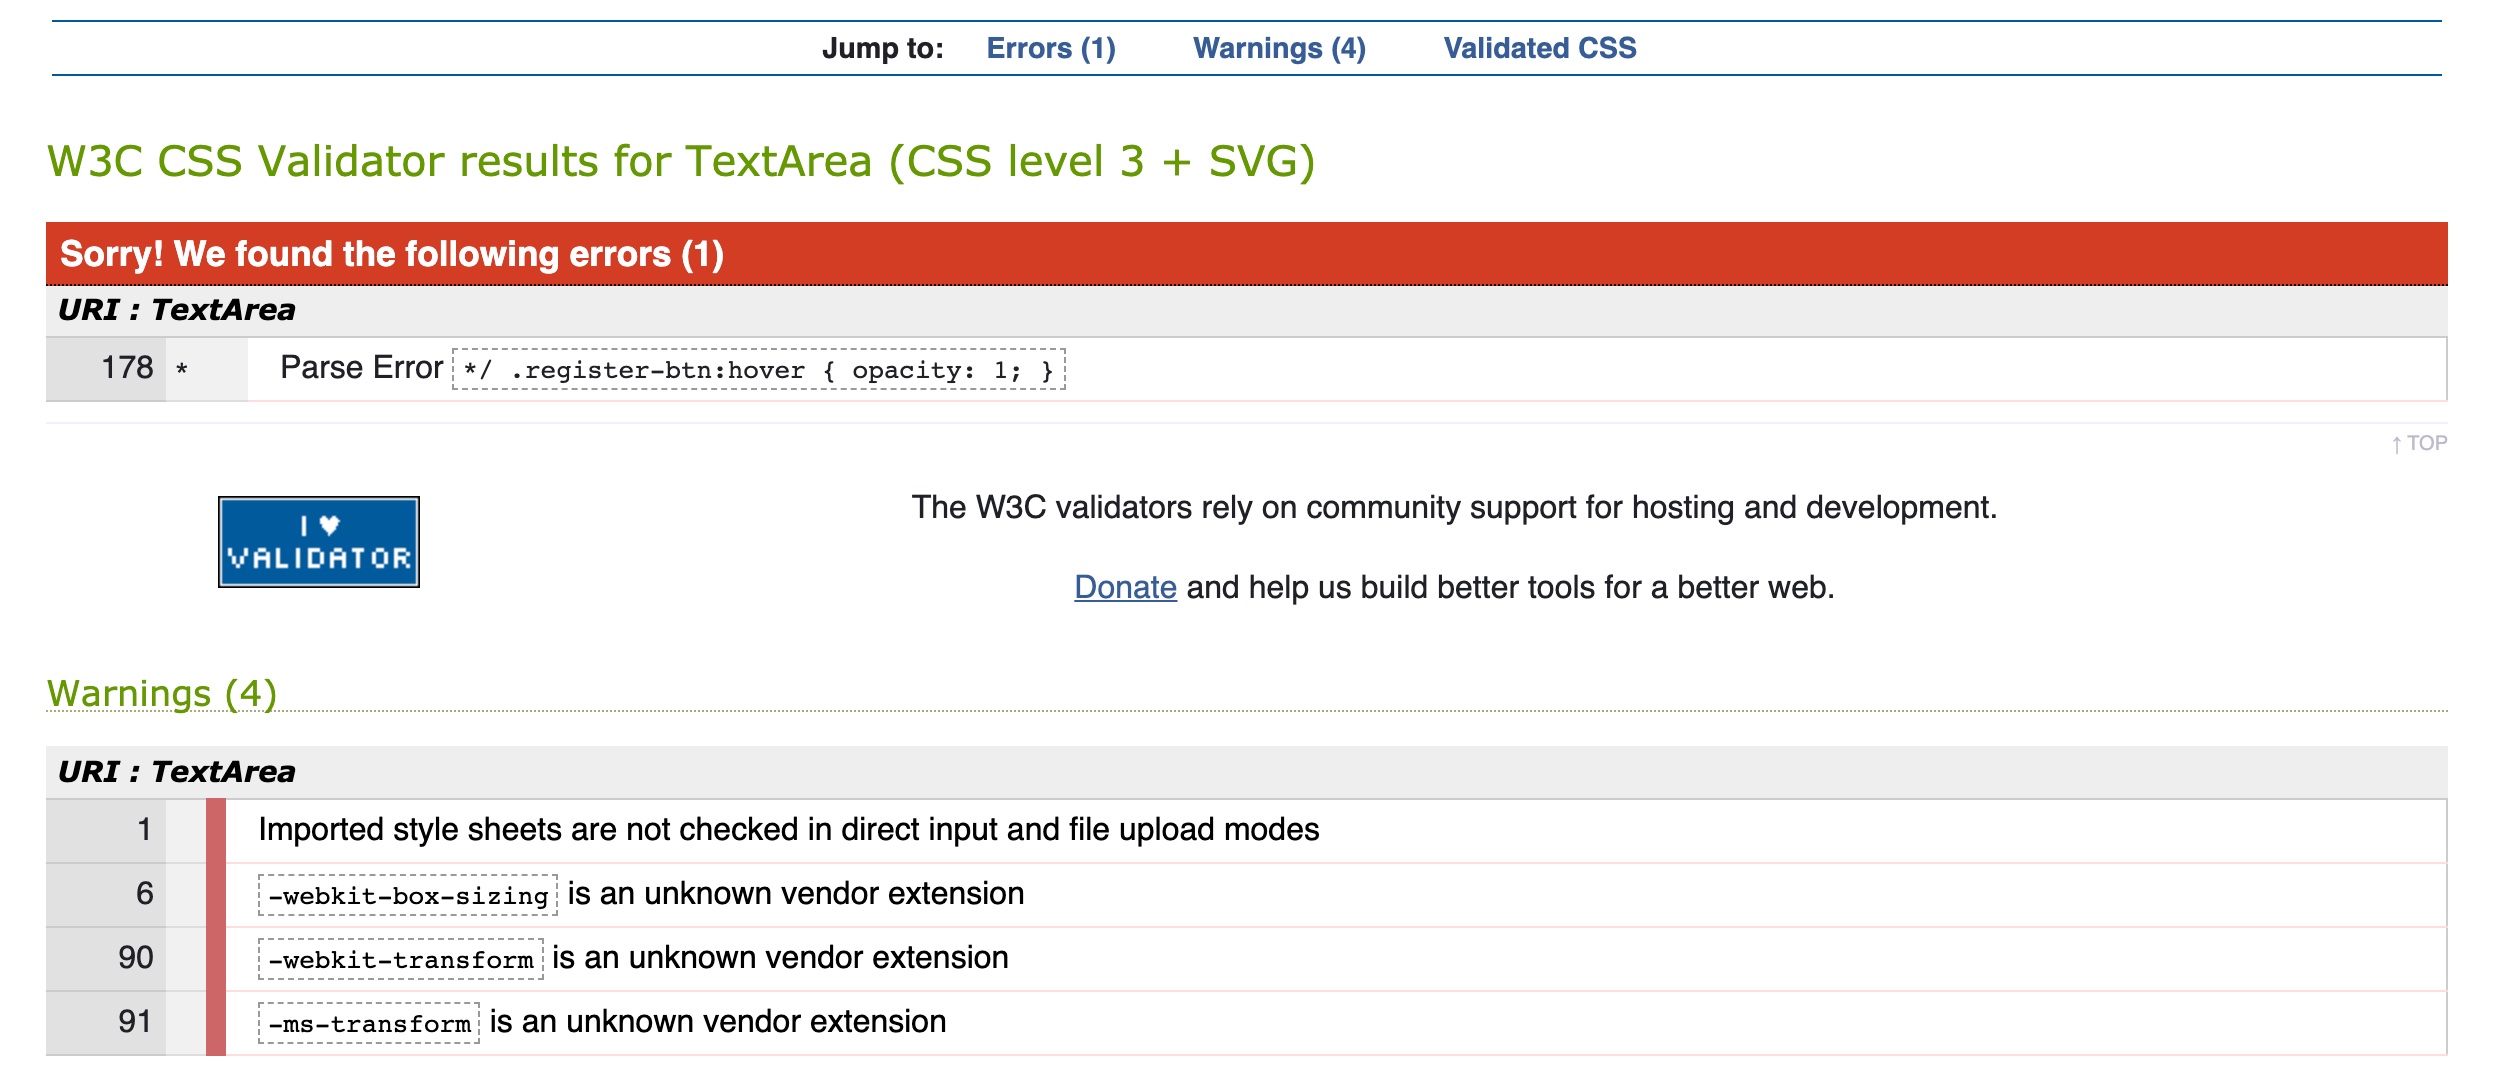 Jump to: Errors (1) Warnings (4) Validated CSS
W3C CSS Validator results for TextArea (CSS level 3 + SVG)
Sorry! We found the following errors (1)
URI : TextArea
178 * Parse Error */ .register-btn:hover { opacity: 1; }
↑ TOP
I ♥
VALIDATOR
The W3C validators rely on community support for hosting and development.
Donate and help us build better tools for a better web.
Warnings (4)
URI : TextArea
1 Imported style sheets are not checked in direct input and file upload modes
6 -webkit-box-sizing is an unknown vendor extension
90 -webkit-transform is an unknown vendor extension
91 -ms-transform is an unknown vendor extension